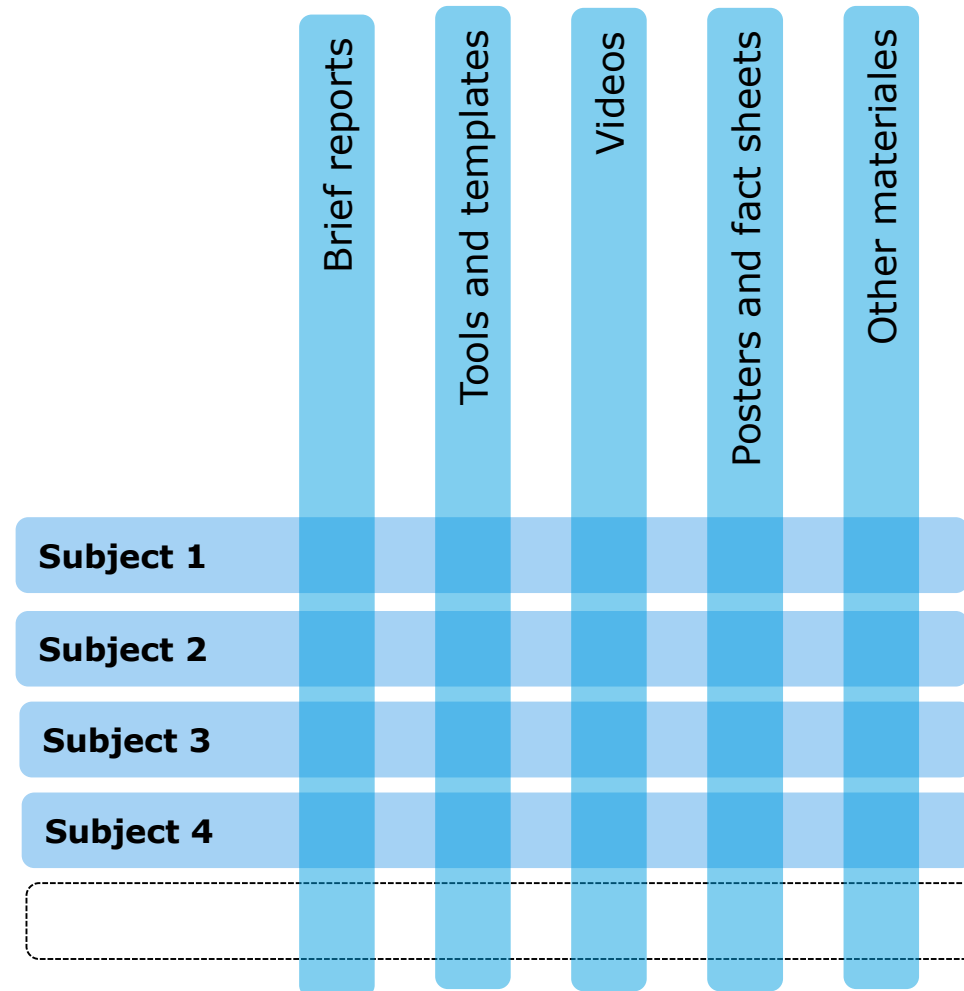 Brief reports
Tools and templates
Videos
Posters and fact sheets
Other materiales
Subject 1
Subject 2
Subject 3
Subject 4